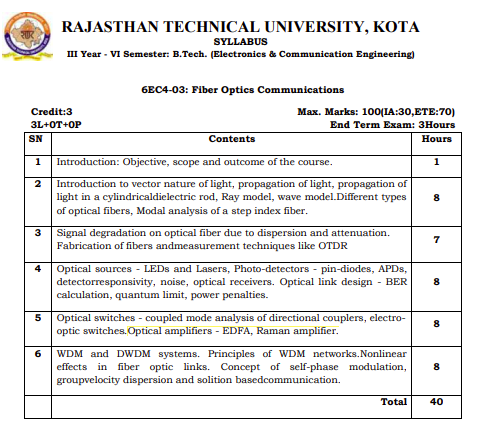 RAJASTHAN TECHNICAL UNIVERSITY, KOTA
SYLLABUS
III Year - VI Semester: B.Tech. (Electronics & Communication Engineering)
6EC4-03: Fiber Optics Communications
Credit:3 Max. Marks: 100(IA:30,ETE:70)
3L+0T+0P End Term Exam: 3Hours
SN Contents Hours
1 Introduction: Objective, scope and outcome of the course. 1
2 Introduction to vector nature of light, propagation of light, propagation of
light in a cylindricaldielectric rod, Ray model, wave model.Different types
of optical fibers, Modal analysis of a step index fiber. 8
3 Signal degradation on optical fiber due to dispersion and attenuation.
Fabrication of fibers andmeasurement techniques like OTDR 7
4 Optical sources - LEDs and Lasers, Photo-detectors - pin-diodes, APDs,
detectorresponsivity, noise, optical receivers. Optical link design - BER
calculation, quantum limit, power penalties. 8
5 Optical switches - coupled mode analysis of directional couplers, electro-
optic switches.Optical amplifiers - EDFA, Raman amplifier. 8
6 WDM and DWDM systems. Principles of WDM networks.Nonlinear
effects in fiber optic links. Concept of self-phase modulation,
groupvelocity dispersion and solition basedcommunication. 8
Total 40